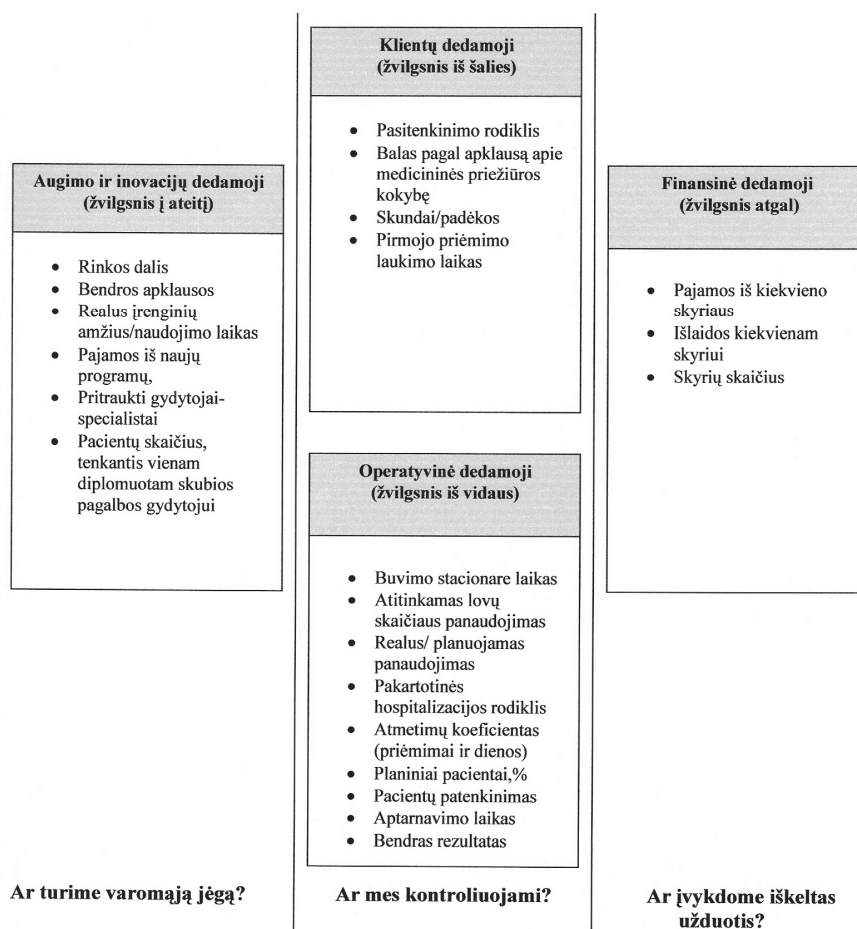 Klientų dedamoji
(žvilgsnis iš šalies)
• Pasitenkinimo rodiklis
• Balas pagal apklausą apie
medicininės priežiūros
kokybę
• Skundai/padėkos
• Pirmojo priėmimo
laukimo laikas
Augimo ir inovacijų dedamoji
(žvilgsnis į ateitį)
• Rinkos dalis
• Bendros apklausos
• Realus įrenginių
amžius/naudojimo laikas
• Pajamos iš naujų
programų,
• Pritraukti gydytojai-
specialistai
• Pacientų skaičius,
tenkantis vienam
diplomuotam skubios
pagalbos gydytojui
Finansinė dedamoji
(žvilgsnis atgal)
• Pajamos iš kiekvieno
skyriaus
• Išlaidos kiekvienam
skyriui
• Skyrių skaičius
Operatyvinė dedamoji
(žvilgsnis iš vidaus)
• Buvimo stacionare laikas
• Atitinkamas lovų
skaičiaus panaudojimas
• Realus/ planuojamas
panaudojimas
• Pakartotinės
hospitalizacijos rodiklis
• Atmetimų koeficientas
(priėmimai ir dienos)
• Planiniai pacientai,%
• Pacientų patenkinimas
• Aptarnavimo laikas
• Bendras rezultatas
Ar turime varomąją jėgą?
Ar mes kontroliuojami?
Ar įvykdome iškeltas
užduotis?